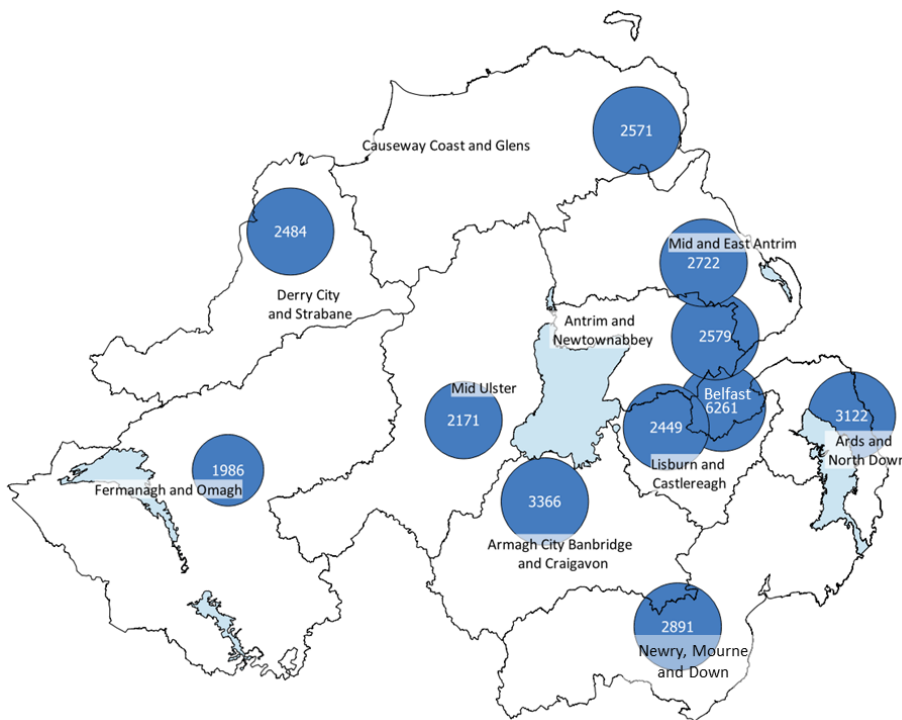 2571
Causeway Coast and Glens
2484
Mid and East Antrim
2722
Derry City
and Strabane
Antrim and
Newtownabbey
2579
Mid Ulster
2171
Belfast
6261
2449
Lisburn and
Castlereagh
3122
Ards and
North Down
1986
Fermanagh and Omagh
3366
Armagh City Banbridge
and Craigavon
2891
Newry, Mourne
and Down